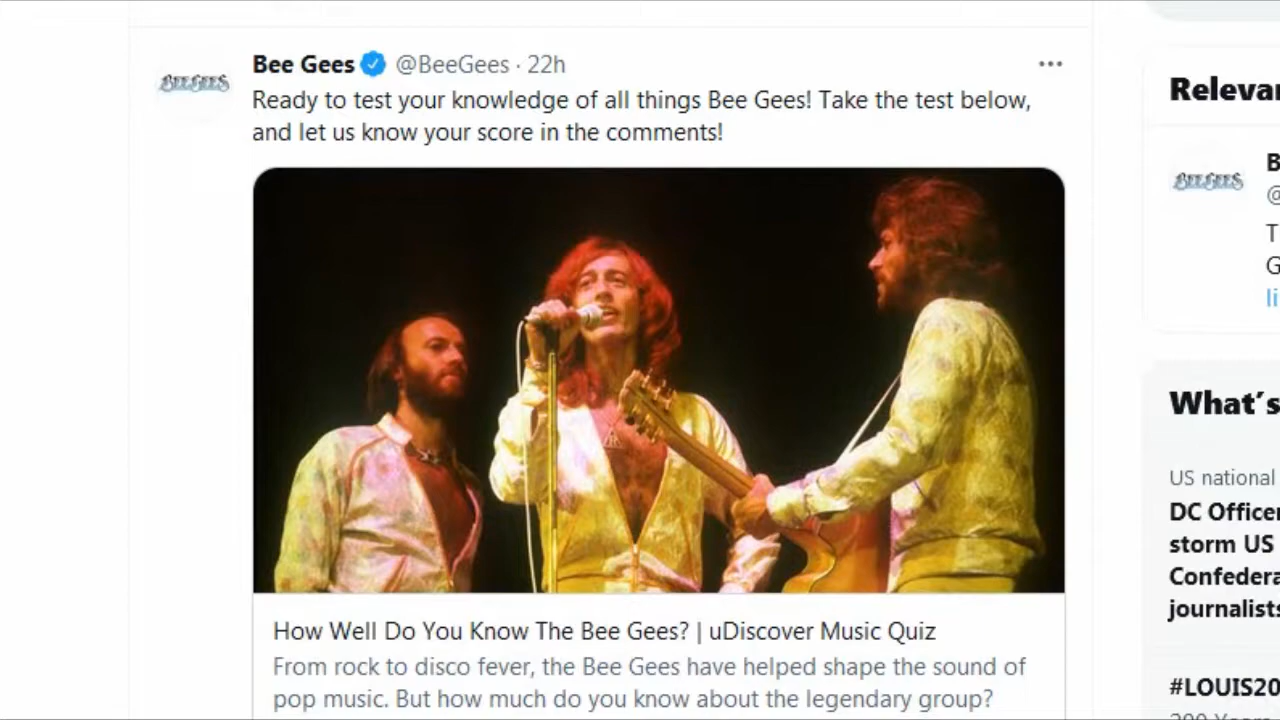 Bee Gees @BeeGees · 22h
Ready to test your knowledge of all things Bee Gees! Take the test below,
and let us know your score in the comments!
How Well Do You Know The Bee Gees? | uDiscover Music Quiz
From rock to disco fever, the Bee Gees have helped shape the sound of
pop music. But how much do you know about the legendary group?
BEE GEES
Releva
BEE GEES
B
@
T
G
li
What's
US national
DC Officer
storm US
Confedera
journalists
#LOUIS20